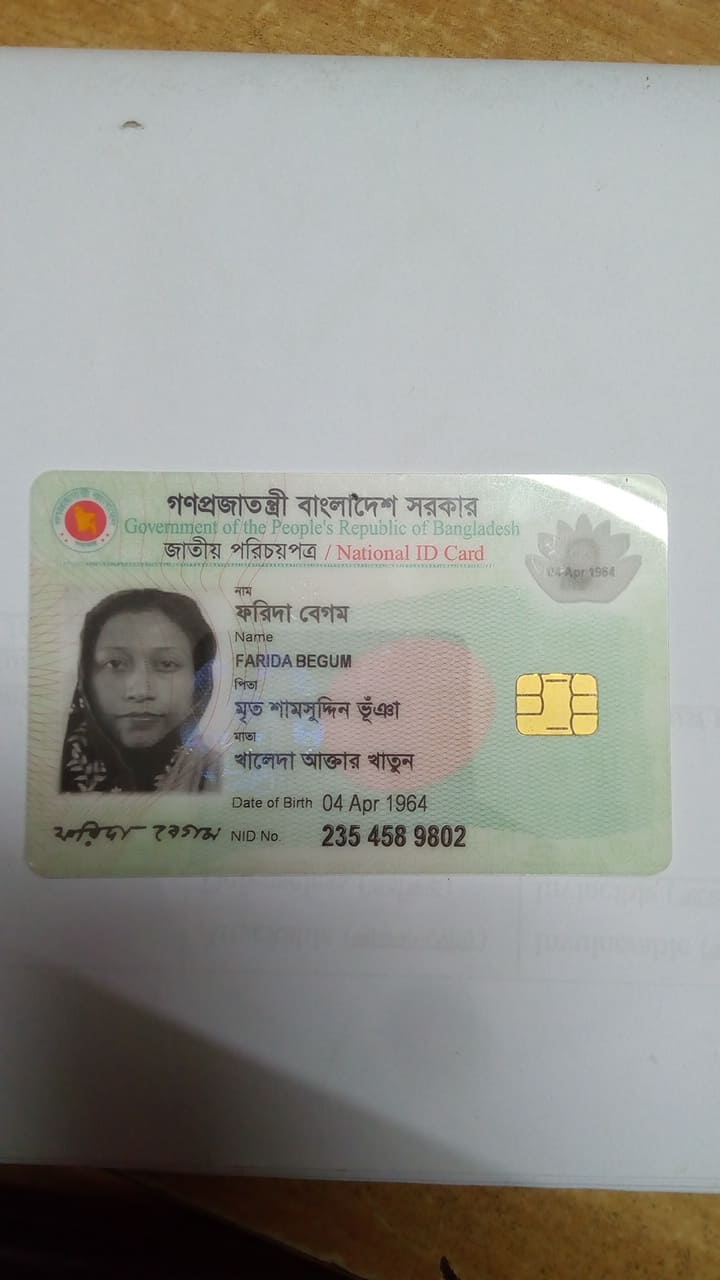 গণপ্রজাতন্ত্রী বাংলাদেশ সরকার
Government of the People's Republic of Bangladesh
জাতীয় পরিচয়পত্র / National ID Card
04 Apr 1964
নাম
ফরিদা বেগম
Name
FARIDA BEGUM
পিতা
মৃত শামসুদ্দিন ভূঁঞা
মাতা
খালেদা আক্তার খাতুন
Date of Birth 04 Apr 1964
ফরিদা বেগম
NID No. 235 458 9802